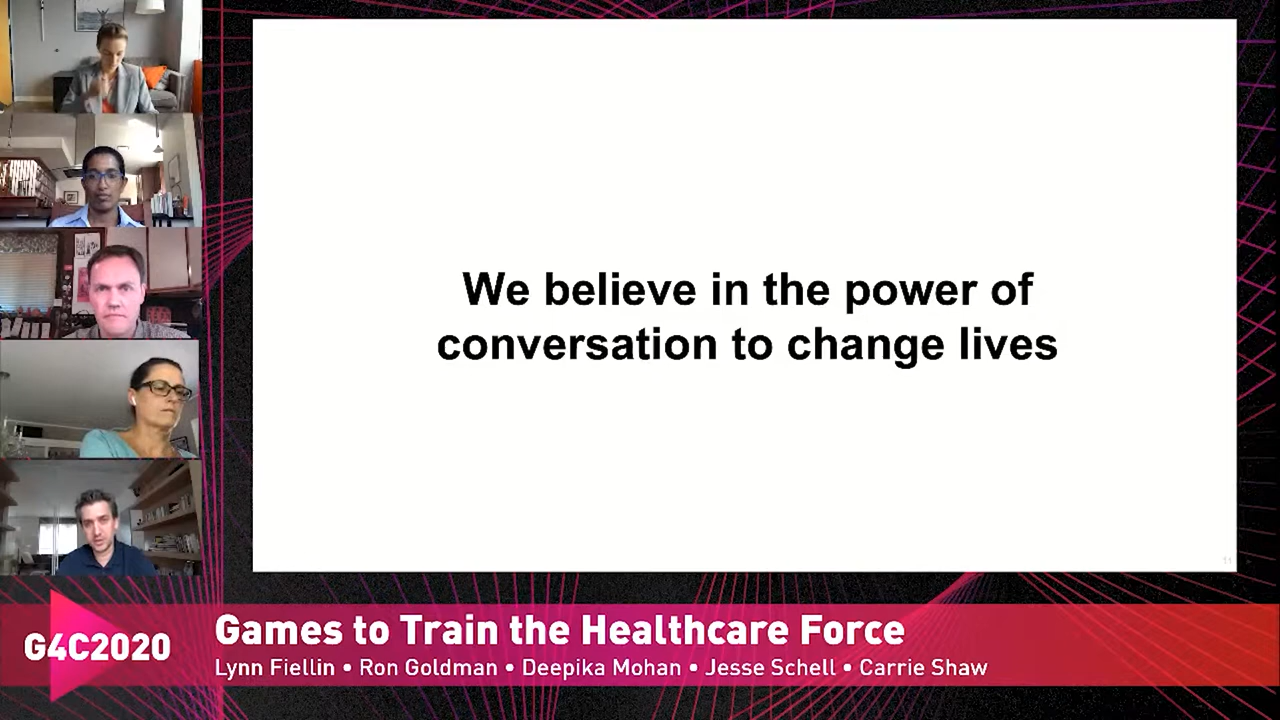 We believe in the power of
conversation to change lives
11
G4C2020
Games to Train the Healthcare Force
Lynn Fiellin • Ron Goldman • Deepika Mohan • Jesse Schell • Carrie Shaw